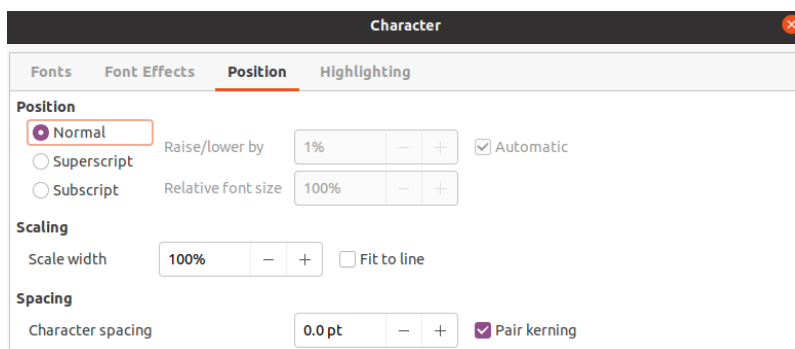 Character
Fonts Font Effects Position Highlighting
Position
Normal
Superscript
Subscript
Raise/lower by 1% − + Automatic
Relative font size 100% − +
Scaling
Scale width 100% − + Fit to line
Spacing
Character spacing 0.0 pt − + Pair kerning